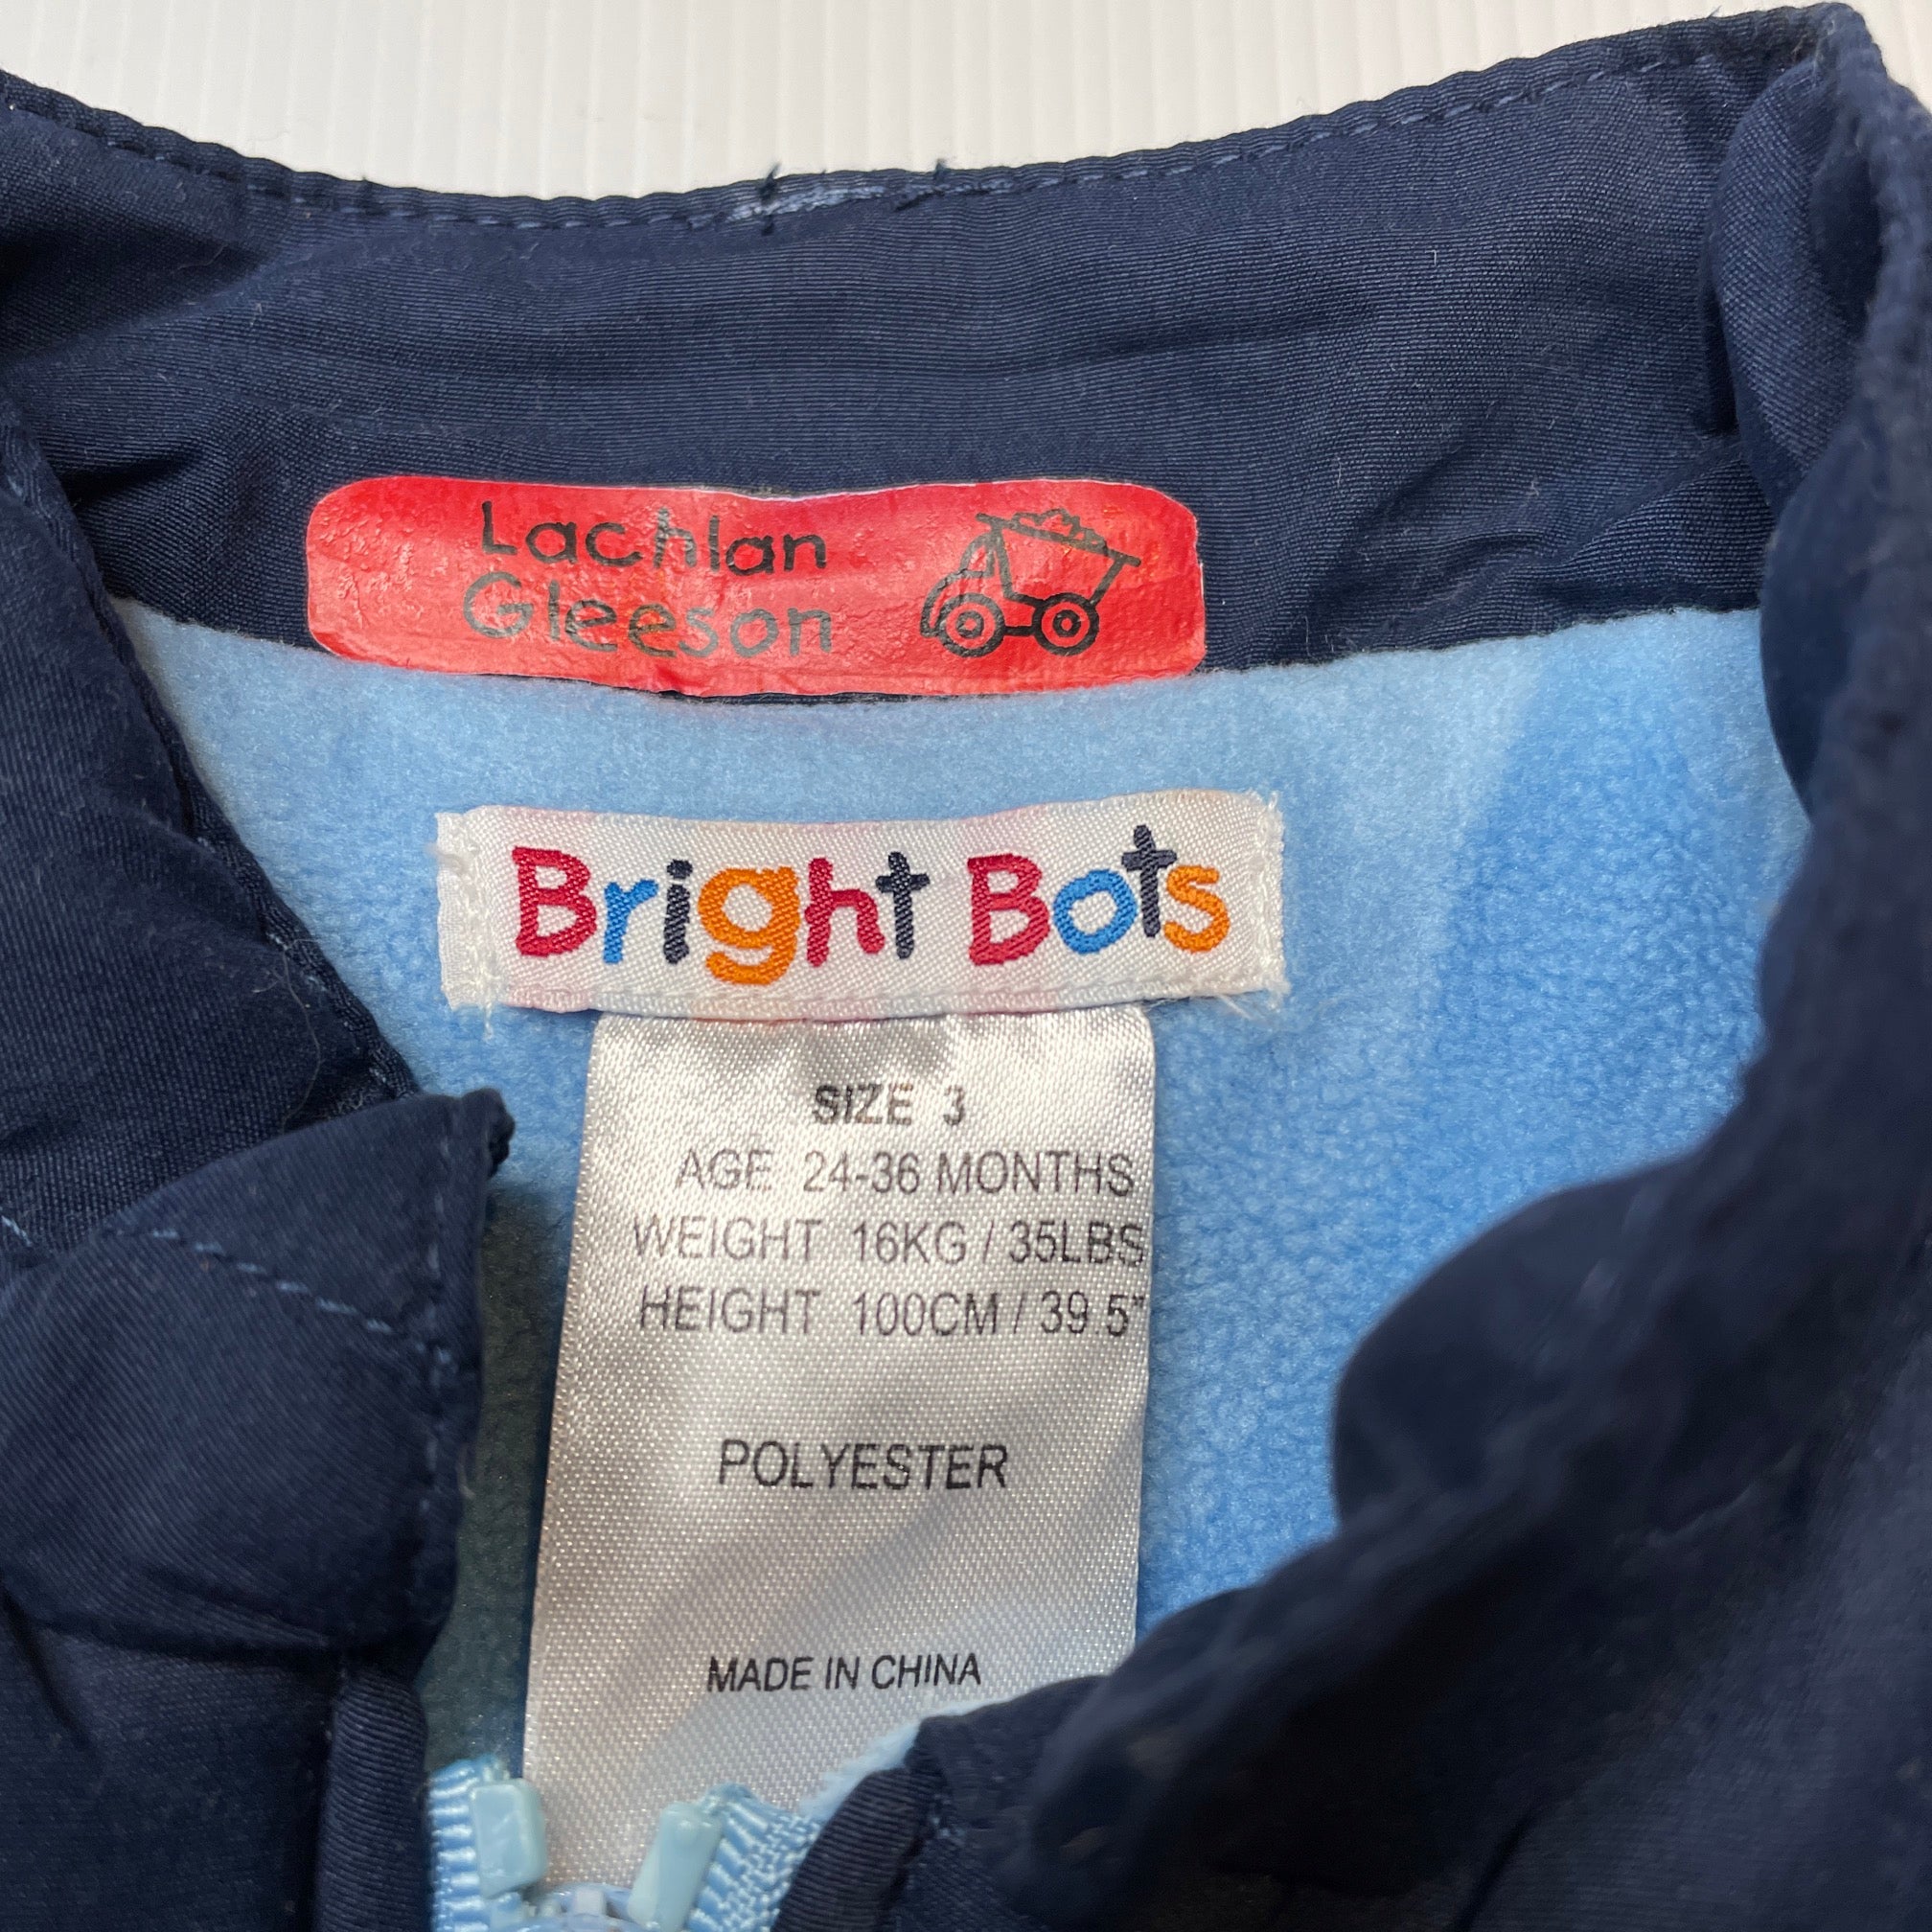 Lachlan
Gleeson
Bright Bots
SIZE 3
AGE 24-36 MONTHS
WEIGHT 16KG / 35LBS
HEIGHT 100CM / 39.5"
POLYESTER
MADE IN CHINA